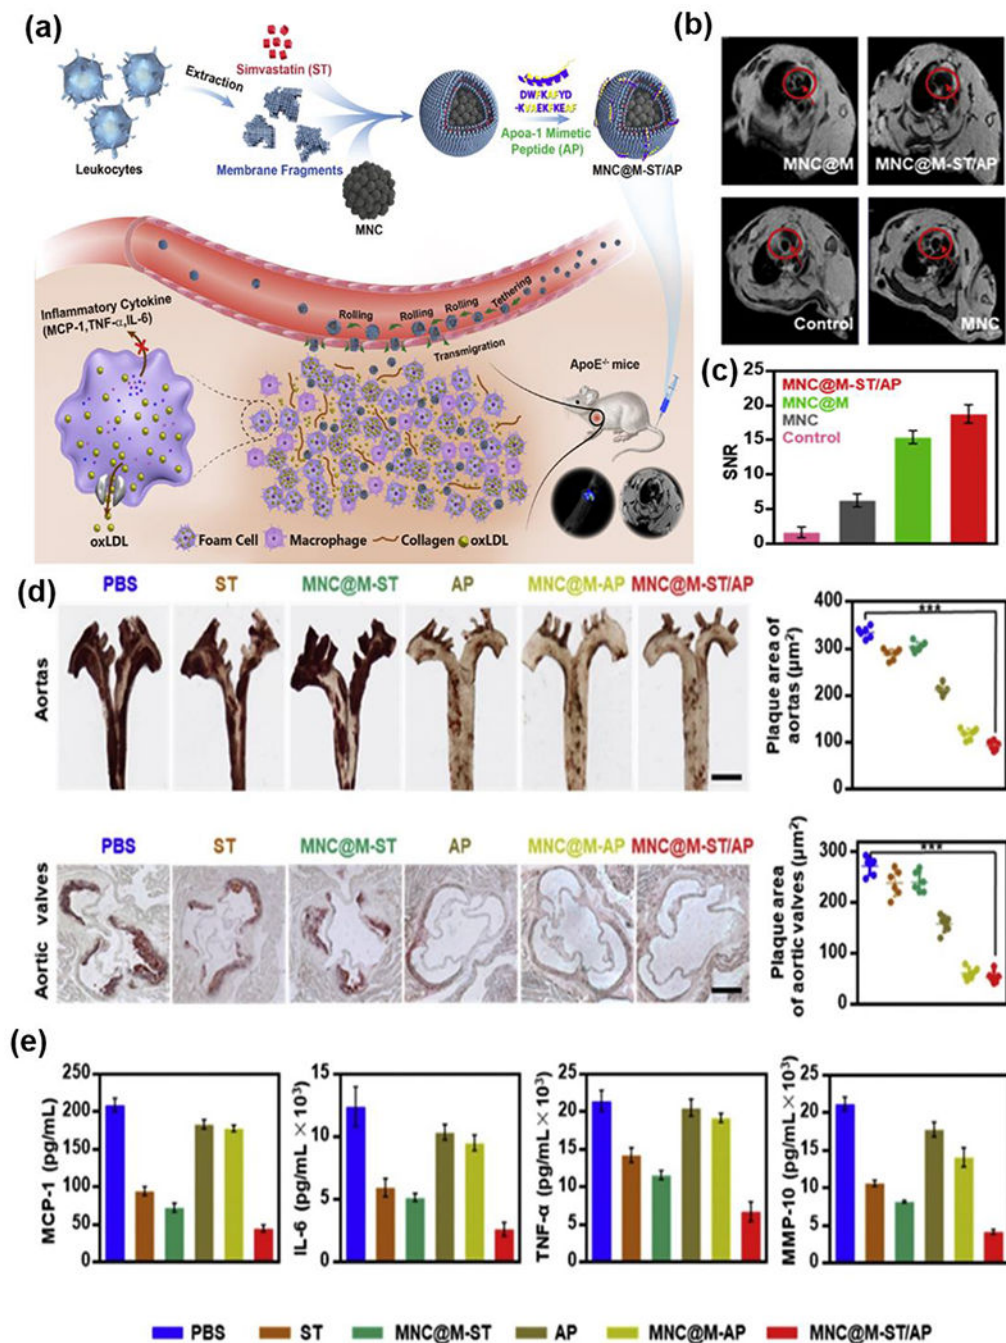 (a)
Simvastatin (ST)
Extraction
Leukocytes
Membrane Fragments
MNC
DWFKAFYD
-KVAEKFKEAF
Apoa-1 Mimetic
Peptide (AP)
MNC@M-ST/AP
Inflammatory Cytokine
(MCP-1,TNF-α,IL-6)
Rolling
Rolling
Rolling
Tethering
Transmigration
ApoE-/- mice
oxLDL
Foam Cell
Macrophage
Collagen
oxLDL
(b)
MNC@M
MNC@M-ST/AP
Control
MNC
(c)
SNR
25
20
15
10
5
0
MNC@M-ST/AP
MNC@M
MNC
Control
(d)
PBS ST MNC@M-ST AP MNC@M-AP MNC@M-ST/AP
Aortas
Plaque area of
aortas (μm²)
400
300
200
100
0
***
PBS ST MNC@M-ST AP MNC@M-AP MNC@M-ST/AP
Aortic valves
Plaque area
of aortic valves (μm²)
300
200
100
0
***
(e)
MCP-1 (pg/mL)
250
200
150
100
50
0
IL-6 (pg/mL × 10³)
15
10
5
0
TNF-α (pg/mL × 10³)
25
20
15
10
5
0
MMP-10 (pg/mL × 10³)
25
20
15
10
5
0
PBS ST MNC@M-ST AP MNC@M-AP MNC@M-ST/AP